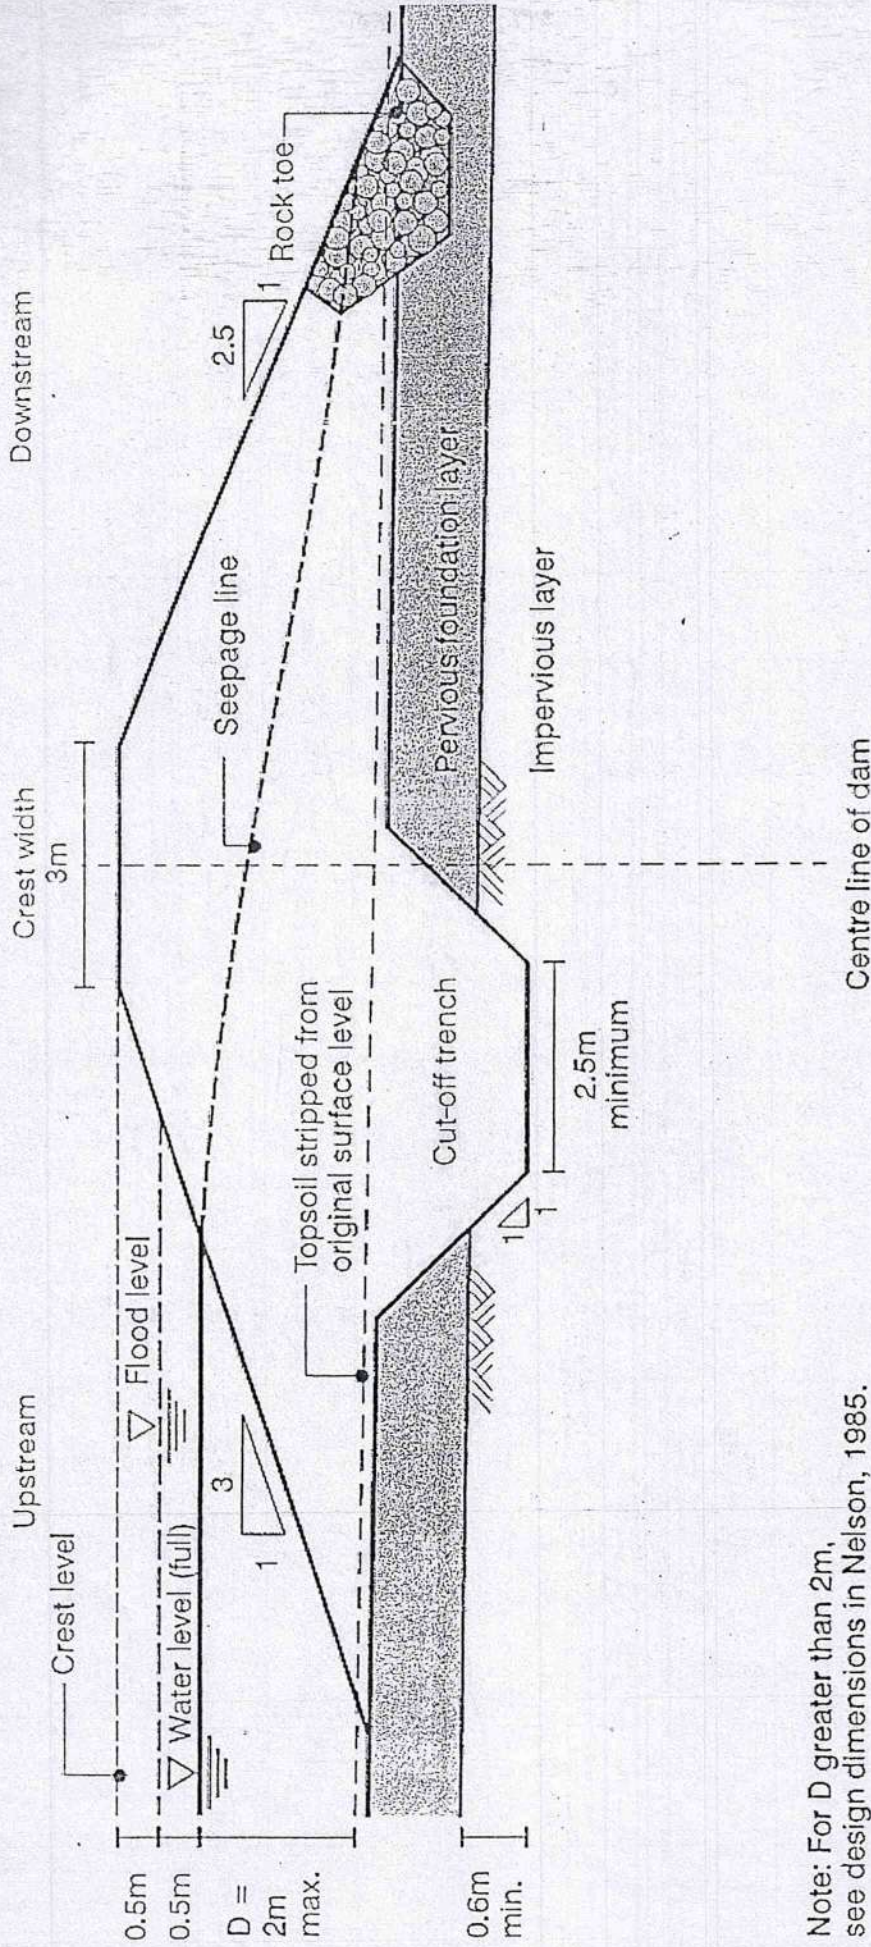 Upstream
Crest width
3m
Downstream
Crest level
Flood level
Water level (full)
0.5m
0.5m
D =
2m
max.
0.6m
min.
3
1
Seepage line
2.5
1
Rock toe
Topsoil stripped from
original surface level
Cut-off trench
Pervious foundation layer
Impervious layer
1
1
2.5m
minimum
Centre line of dam
Note: For D greater than 2m,
see design dimensions in Nelson, 1985.